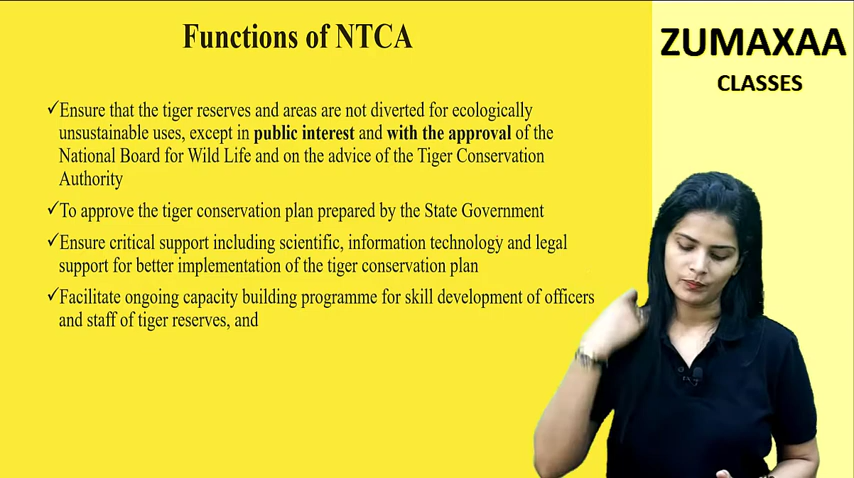 Functions of NTCA
ZUMAXAA
CLASSES
✓Ensure that the tiger reserves and areas are not diverted for ecologically
unsustainable uses, except in public interest and with the approval of the
National Board for Wild Life and on the advice of the Tiger Conservation
Authority
✓To approve the tiger conservation plan prepared by the State Government
✓Ensure critical support including scientific, information technology and legal
support for better implementation of the tiger conservation plan
✓Facilitate ongoing capacity building programme for skill development of officers
and staff of tiger reserves, and